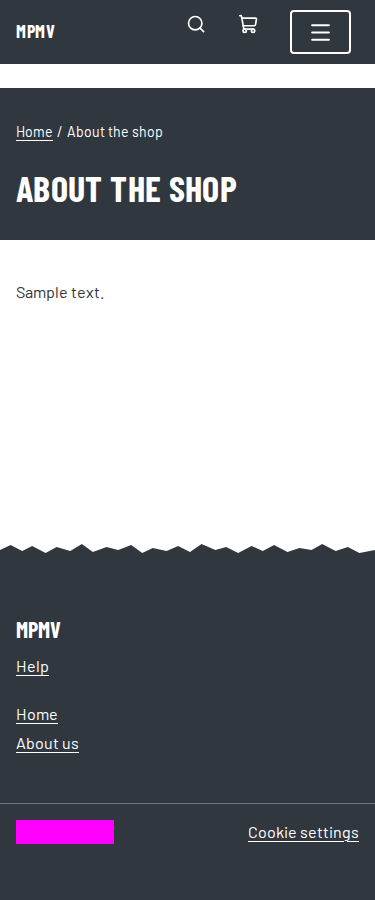 MPMV
Home / About the shop
ABOUT THE SHOP
Sample text.
MPMV
Help
Home
About us
Cookie settings